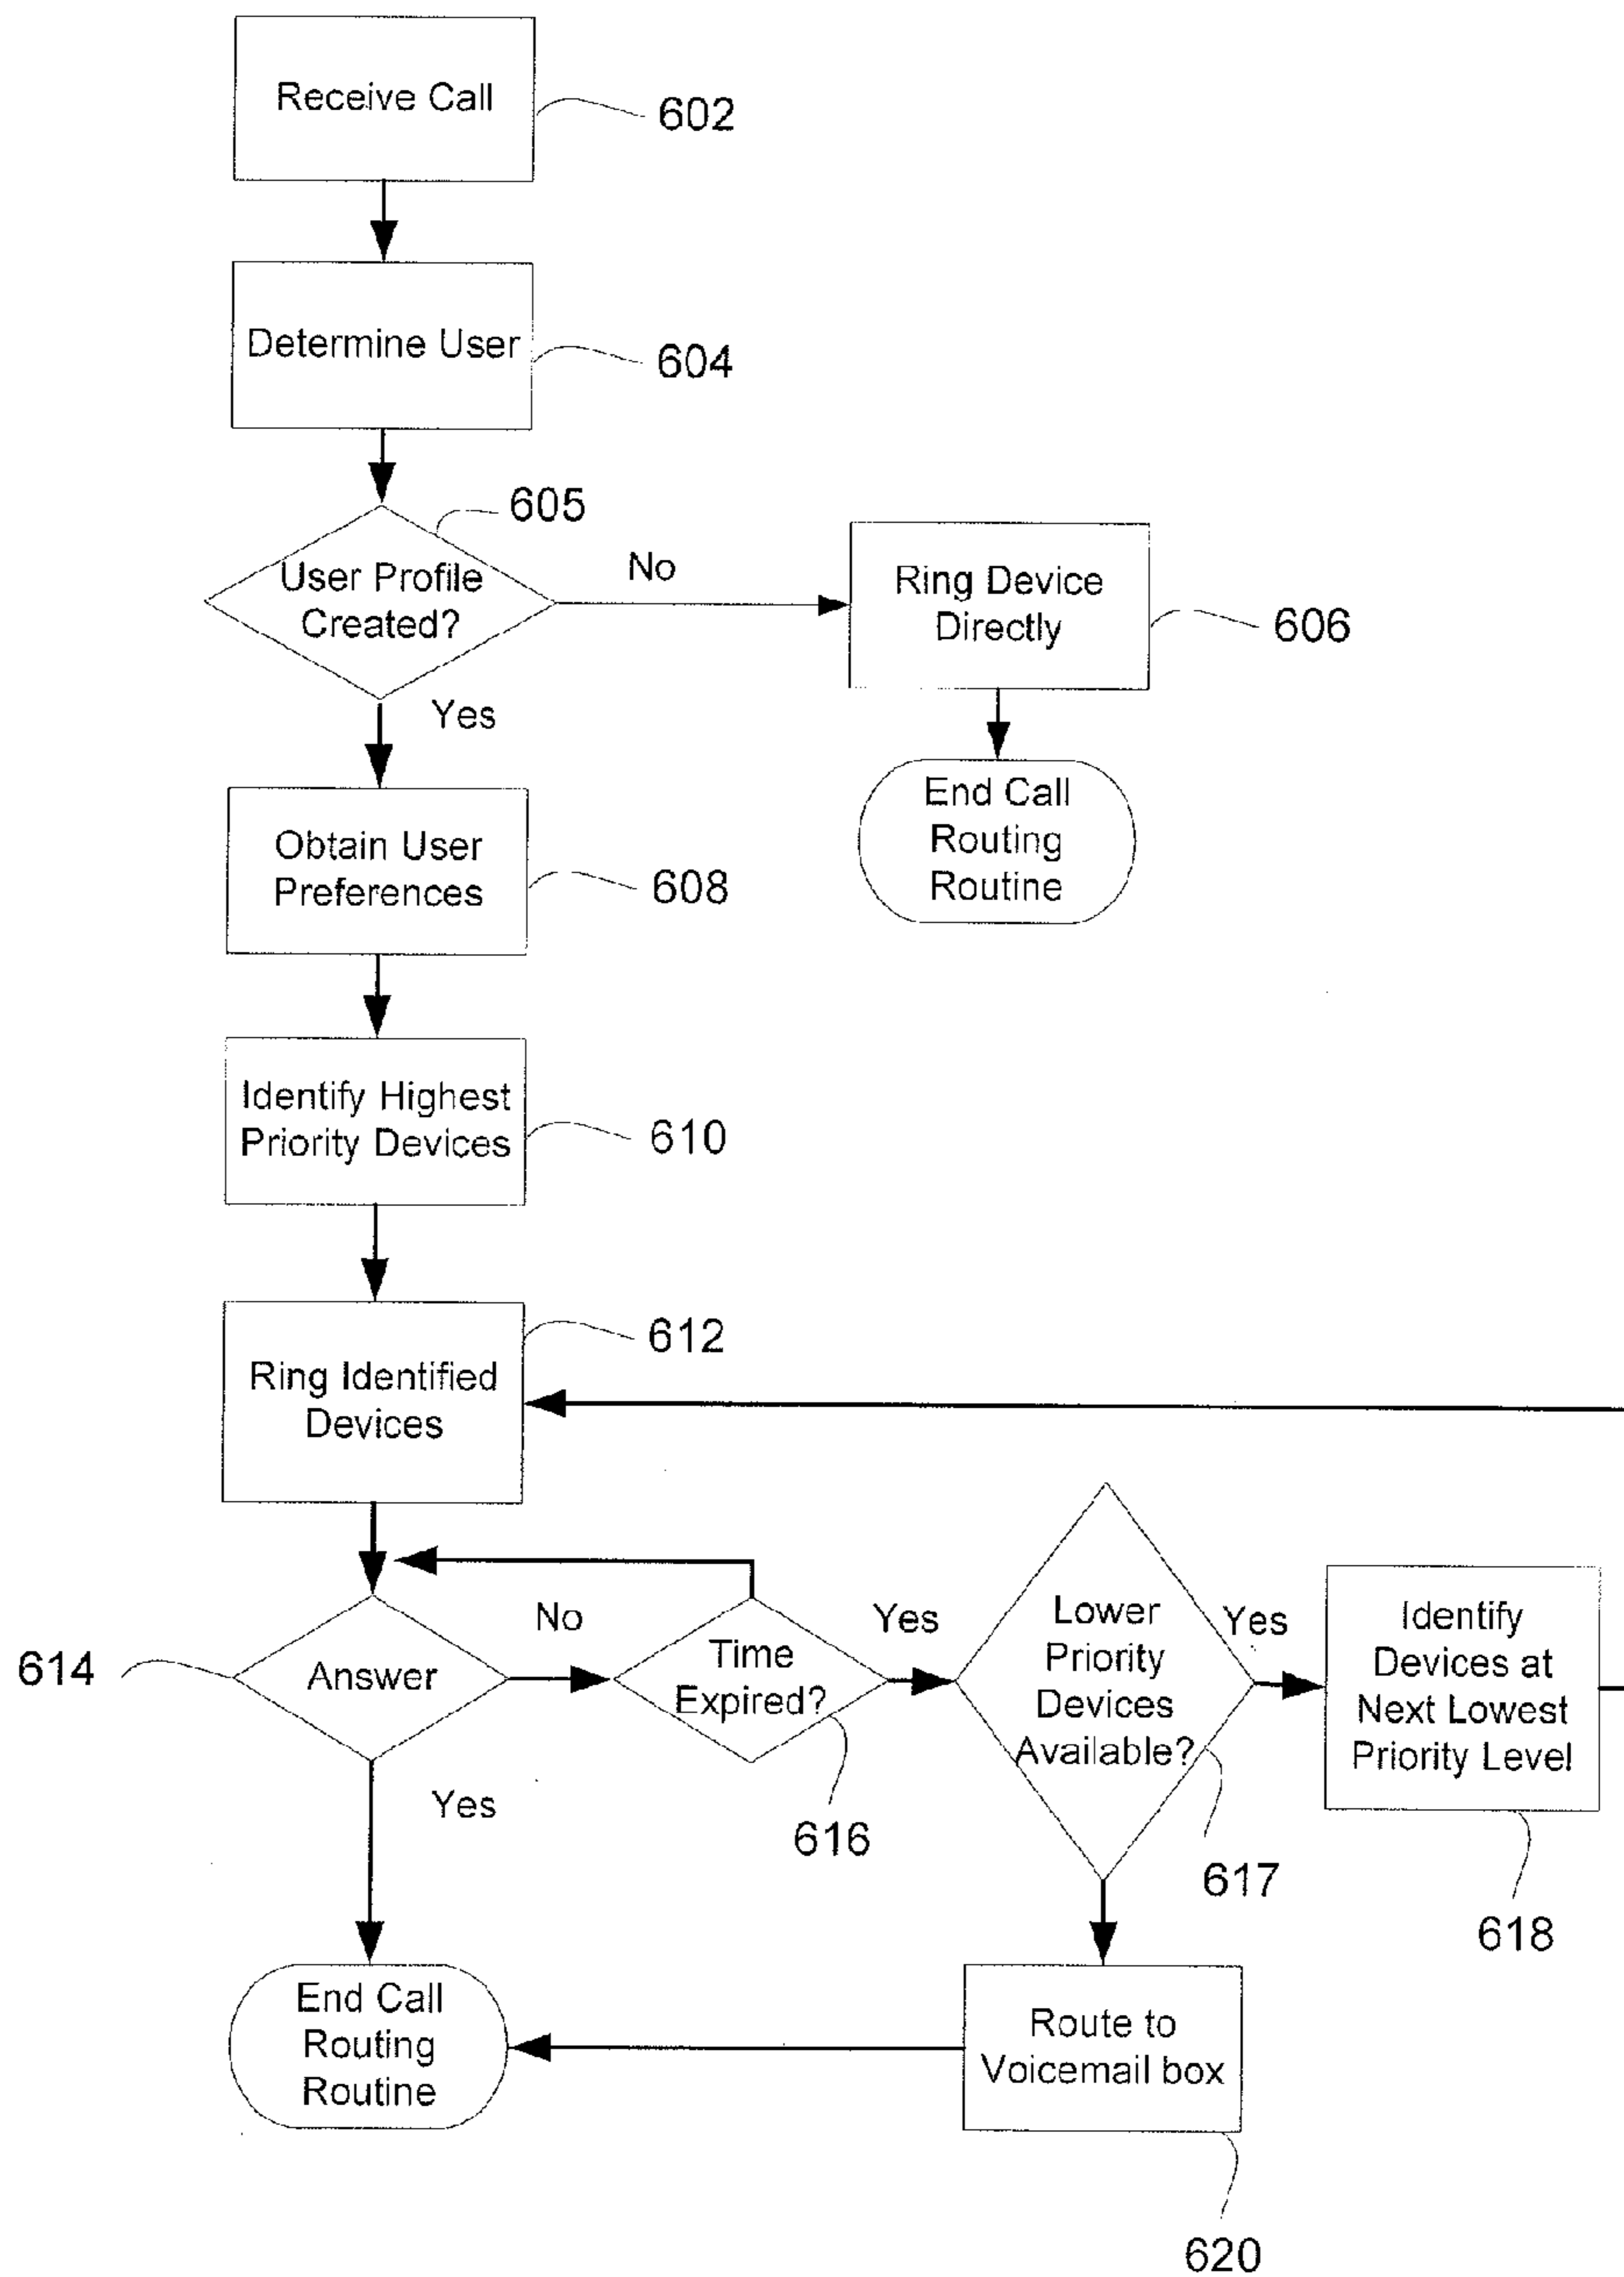 Receive Call
602
Determine User
604
605
User Profile
Created?
No
Ring Device
Directly
606
Yes
End Call
Routing
Routine
Obtain User
Preferences
608
Identify Highest
Priority Devices
610
612
Ring Identified
Devices
614
Answer
No
Time
Expired?
Yes
Lower
Priority
Devices
Available?
Yes
Identify
Devices at
Next Lowest
Priority Level
Yes
616
617
618
End Call
Routing
Routine
Route to
Voicemail box
620